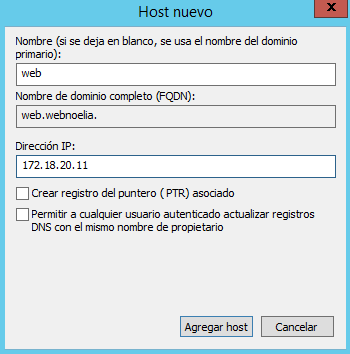 Host nuevo
x
Nombre (si se deja en blanco, se usa el nombre del dominio
primario):
web
Nombre de dominio completo (FQDN):
web.webnoelia.
Dirección IP:
172.18.20.11
Crear registro del puntero (PTR) asociado
Permitir a cualquier usuario autenticado actualizar registros
DNS con el mismo nombre de propietario
Agregar host
Cancelar